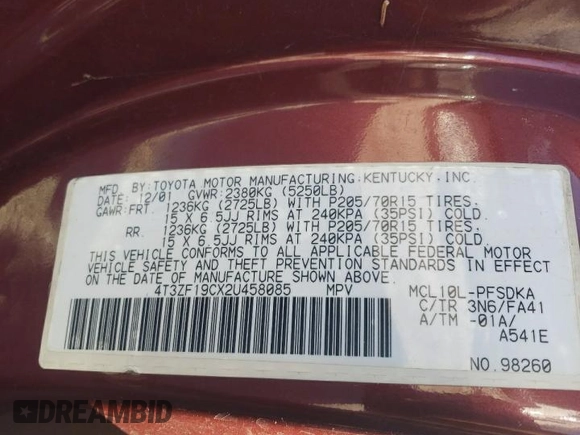 MFD. BY:TOYOTA MOTOR MANUFACTURING:KENTUCKY.INC
DATE: 12/01 GVWR:2380KG (5250LB)
GAWR:FRT. 1236KG (2725LB) WITH P205/70R15 TIRES.
15 X 6.5JJ RIMS AT 240KPA (35PSI) COLD.
RR. 1236KG (2725LB) WITH P205/70R15 TIRES.
15 X 6.5JJ RIMS AT 240KPA (35PSI) COLD.
THIS VEHICLE CONFORMS TO ALL APPLICABLE FEDERAL MOTOR
VEHICLE SAFETY AND THEFT PREVENTION STANDARDS IN EFFECT
ON THE DATE OF MANUFACTURE SHOWN ABOVE.
4T3ZF19CX2U458085 MPV
MCL10L-PFSDKA
C/TR 3N6/FA41
A/TM -01A/
A541E
NO.98260
DREAMBID